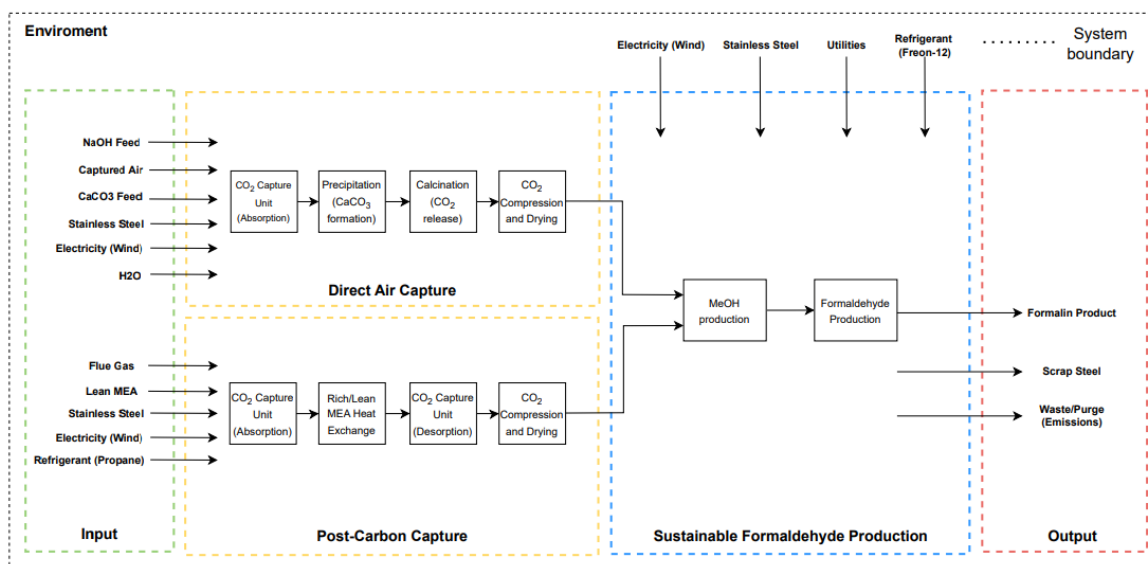 Enviroment
Electricity (Wind)
Stainless Steel
Utilities
Refrigerant
(Freon-12)
System
boundary
NaOH Feed
Captured Air
CaCO3 Feed
Stainless Steel
Electricity (Wind)
H2O
CO2 Capture
Unit
(Absorption)
Precipitation
(CaCO3
formation)
Calcination
(CO2
release)
CO2
Compression
and Drying
Direct Air Capture
Flue Gas
Lean MEA
Stainless Steel
Electricity (Wind)
Refrigerant (Propane)
CO2 Capture
Unit
(Absorption)
Rich/Lean
MEA Heat
Exchange
CO2 Capture
Unit
(Desorption)
CO2
Compression
and Drying
MeOH
production
Formaldehyde
Production
Formalin Product
Scrap Steel
Waste/Purge
(Emissions)
Input
Post-Carbon Capture
Sustainable Formaldehyde Production
Output